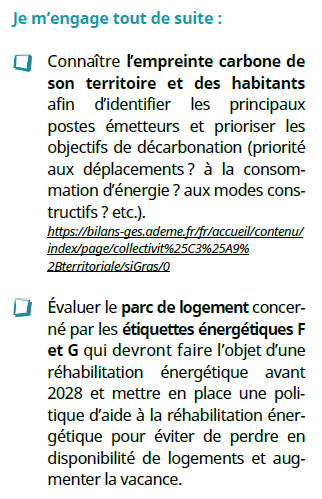 Je m'engage tout de suite :
Connaître l'empreinte carbone de
son territoire et des habitants
afin d'identifier les principaux
postes émetteurs et prioriser les
objectifs de décarbonation (priorité
aux déplacements ? à la consom-
mation d'énergie ? aux modes cons-
tructifs ? etc.).
https://bilans-ges.ademe.fr/fr/accueil/contenu/
index/page/collectivit%25C3%25A9%
2Bterritoriale/siGras/0
Évaluer le parc de logement concer-
né par les étiquettes énergétiques F
et G qui devront faire l'objet d'une
réhabilitation énergétique avant
2028 et mettre en place une poli-
tique d'aide à la réhabilitation éner-
gétique pour éviter de perdre en
disponibilité de logements et aug-
menter la vacance.